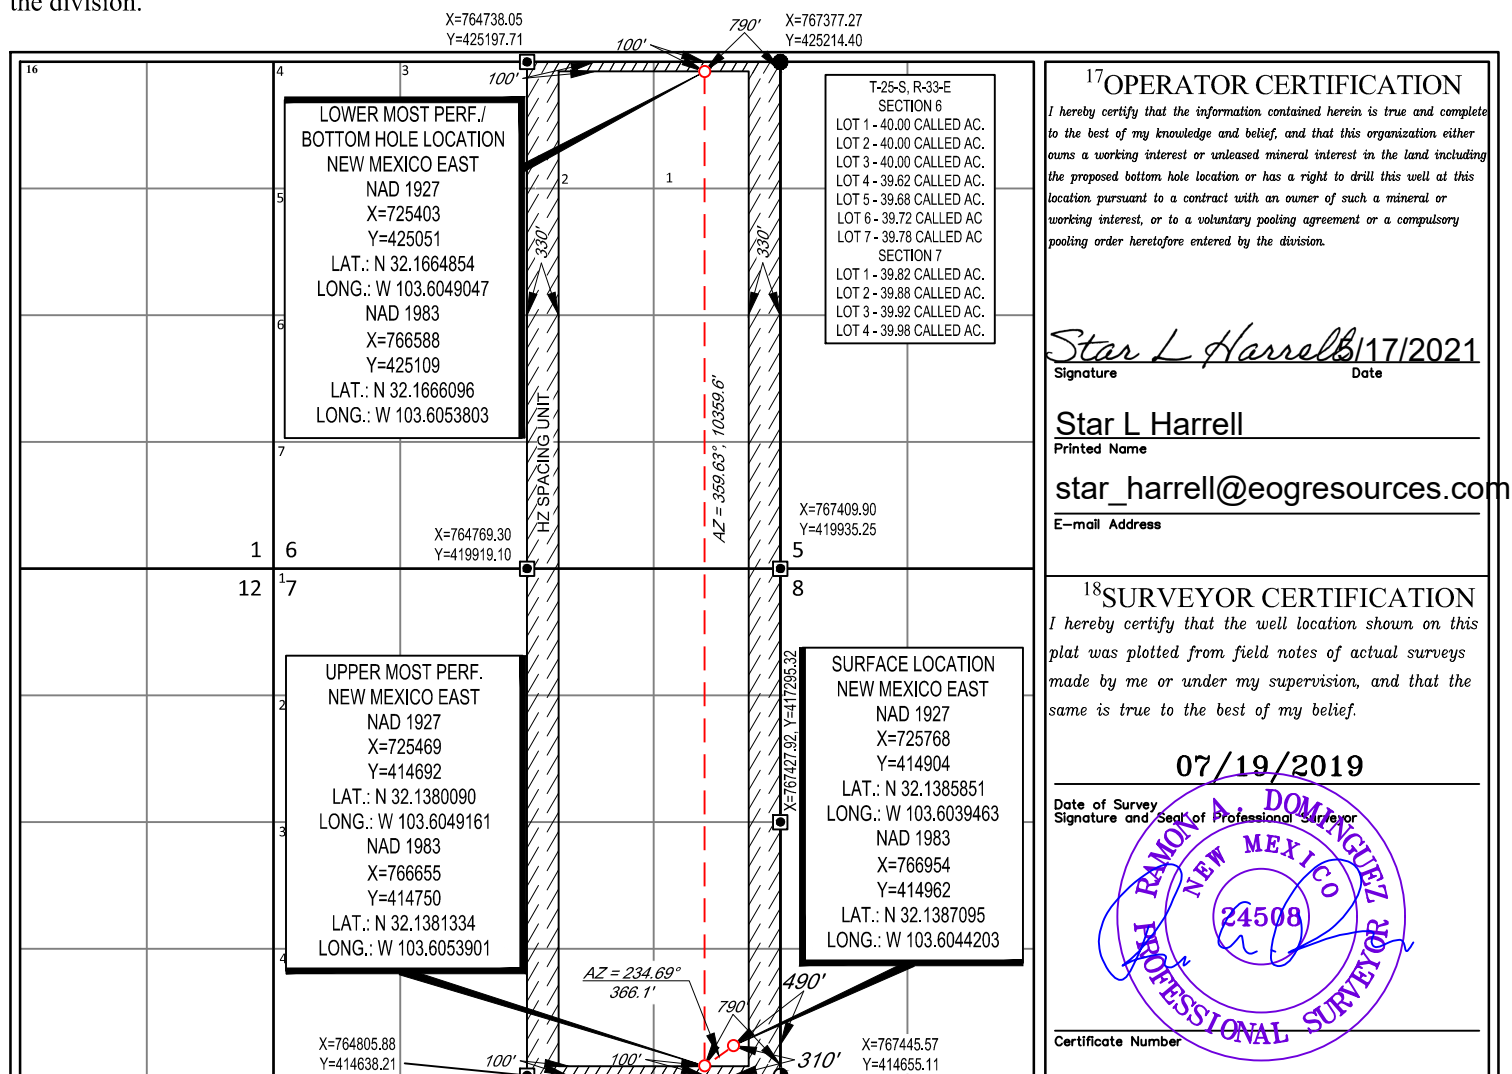 the division.
X=764738.05
Y=425197.71
100'
790'
X=767377.27
Y=425214.40
16
4
3
100'
LOWER MOST PERF./
BOTTOM HOLE LOCATION
NEW MEXICO EAST
NAD 1927
X=725403
Y=425051
LAT.: N 32.1664854
LONG.: W 103.6049047
NAD 1983
X=766588
Y=425109
LAT.: N 32.1666096
LONG.: W 103.6053803
5
6
7
2
1
330'
330'
HZ SPACING UNIT
AZ = 359.63°, 10359.6'
T-25-S, R-33-E
SECTION 6
LOT 1 - 40.00 CALLED AC.
LOT 2 - 40.00 CALLED AC.
LOT 3 - 40.00 CALLED AC.
LOT 4 - 39.62 CALLED AC.
LOT 5 - 39.68 CALLED AC.
LOT 6 - 39.72 CALLED AC
LOT 7 - 39.78 CALLED AC
SECTION 7
LOT 1 - 39.82 CALLED AC.
LOT 2 - 39.88 CALLED AC.
LOT 3 - 39.92 CALLED AC.
LOT 4 - 39.98 CALLED AC.
X=764769.30
Y=419919.10
X=767409.90
Y=419935.25
1 6
5
12 7
1
8
UPPER MOST PERF.
NEW MEXICO EAST
NAD 1927
X=725469
Y=414692
LAT.: N 32.1380090
LONG.: W 103.6049161
NAD 1983
X=766655
Y=414750
LAT.: N 32.1381334
LONG.: W 103.6053901
2
3
4
X=767427.92, Y=417295.32
SURFACE LOCATION
NEW MEXICO EAST
NAD 1927
X=725768
Y=414904
LAT.: N 32.1385851
LONG.: W 103.6039463
NAD 1983
X=766954
Y=414962
LAT.: N 32.1387095
LONG.: W 103.6044203
AZ = 234.69°
366.1'
790'
490'
X=764805.88
Y=414638.21
100'
100'
310'
X=767445.57
Y=414655.11
17OPERATOR CERTIFICATION
I hereby certify that the information contained herein is true and complete
to the best of my knowledge and belief, and that this organization either
owns a working interest or unleased mineral interest in the land including
the proposed bottom hole location or has a right to drill this well at this
location pursuant to a contract with an owner of such a mineral or
working interest, or to a voluntary pooling agreement or a compulsory
pooling order heretofore entered by the division.
Star L Harrell 5/17/2021
Signature Date
Star L Harrell
Printed Name
star_harrell@eogresources.com
E-mail Address
18SURVEYOR CERTIFICATION
I hereby certify that the well location shown on this
plat was plotted from field notes of actual surveys
made by me or under my supervision, and that the
same is true to the best of my belief.
07/19/2019
Date of Survey
Signature and Seal of Professional Surveyor
RAMON A. DOMINGUEZ
NEW MEXICO
24508
PROFESSIONAL SURVEYOR
Certificate Number